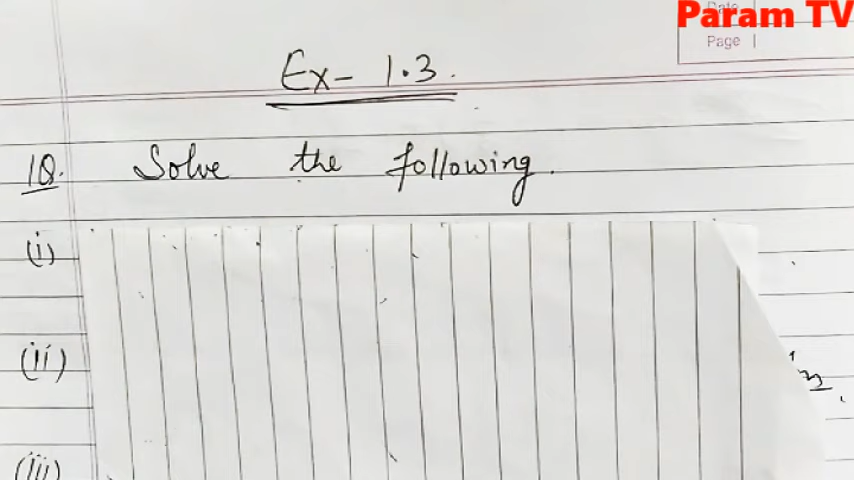 Param TV
Date
Page
Ex- 1.3.
1Q. Solve the following.
(i)
(ii)
(iii)